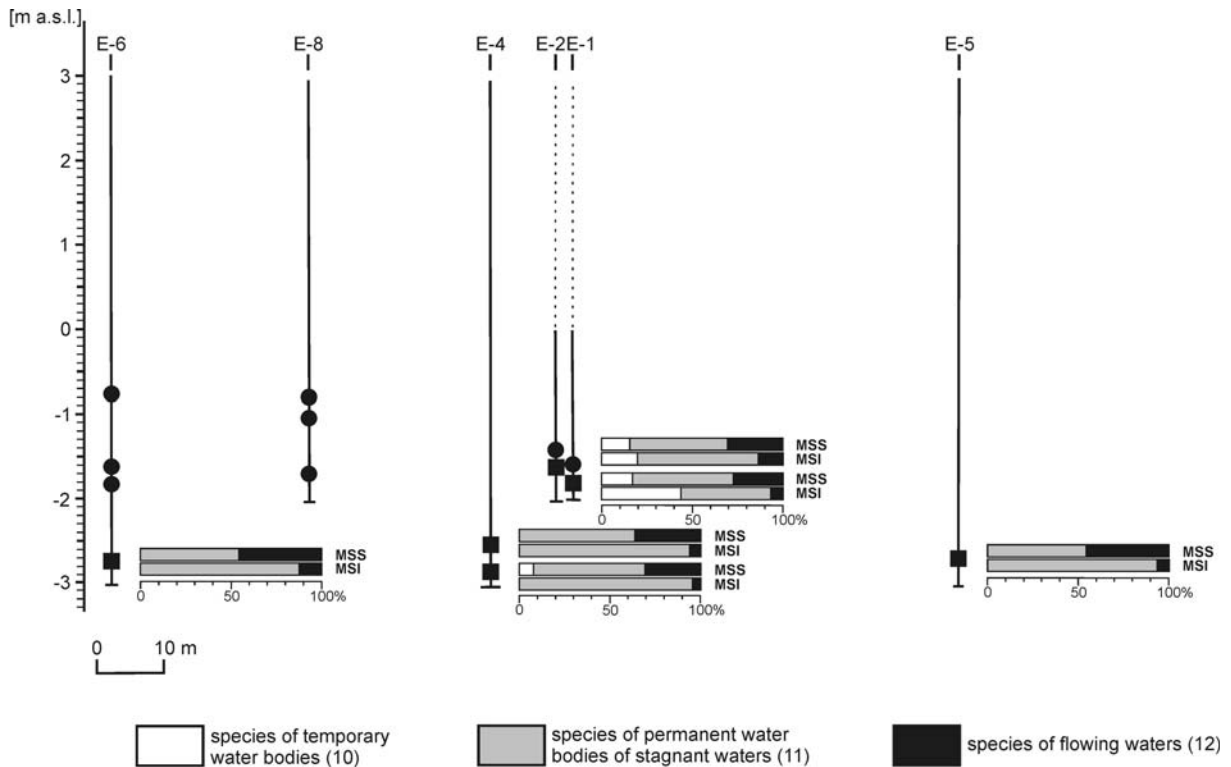 [m a.s.l.]
E-6 E-8 E-4 E-2 E-1 E-5
3
2
1
0
-1
-2
-3
MSS
MSI
MSS
MSI
0 50 100%
MSS
MSI
MSS
MSI
0 50 100%
MSS
MSI
0 50 100%
MSS
MSI
0 50 100%
0 10 m
species of temporary
water bodies (10)
species of permanent water
bodies of stagnant waters (11)
species of flowing waters (12)